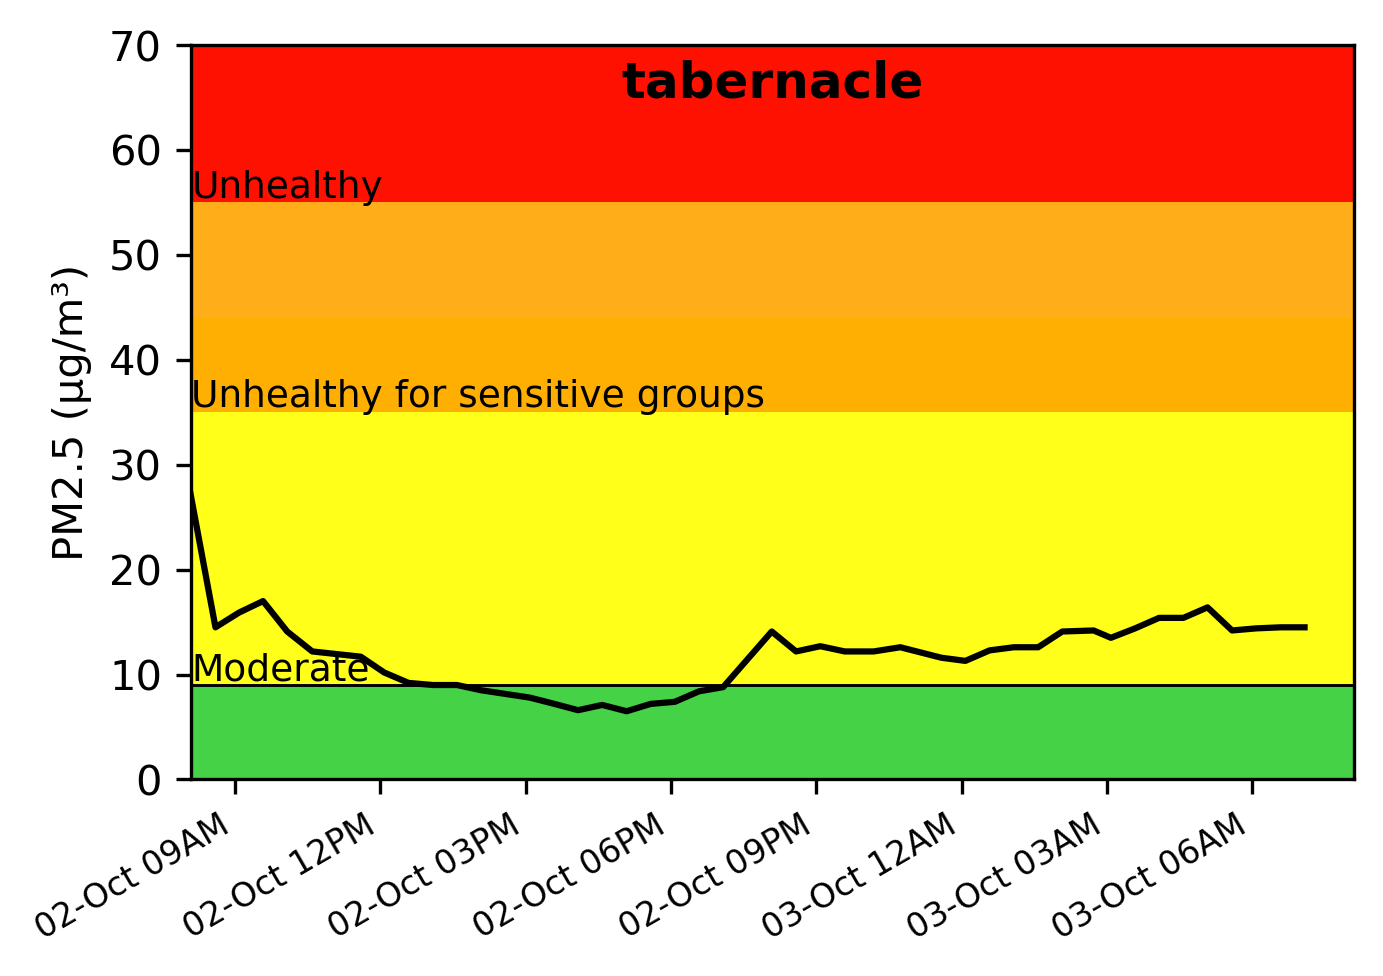 tabernacle
PM2.5 (µg/m³)
70
60
50
40
30
20
10
0
Unhealthy
Unhealthy for sensitive groups
Moderate
02-Oct 09AM
02-Oct 12PM
02-Oct 03PM
02-Oct 06PM
02-Oct 09PM
03-Oct 12AM
03-Oct 03AM
03-Oct 06AM